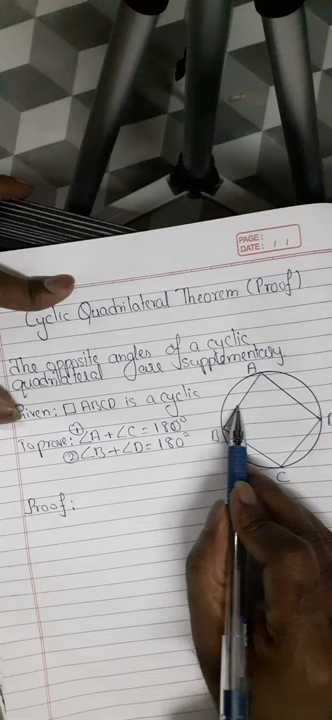 PAGE:
DATE: / /
Cyclic Quadrilateral Theorem (Proof)
The opposite angles of a cyclic
quadrilateral are supplementary.
Given: □ ABCD is a cyclic
To prove: ① ∠A + ∠C = 180°
② ∠B + ∠D = 180°
Proof:
A
B
C